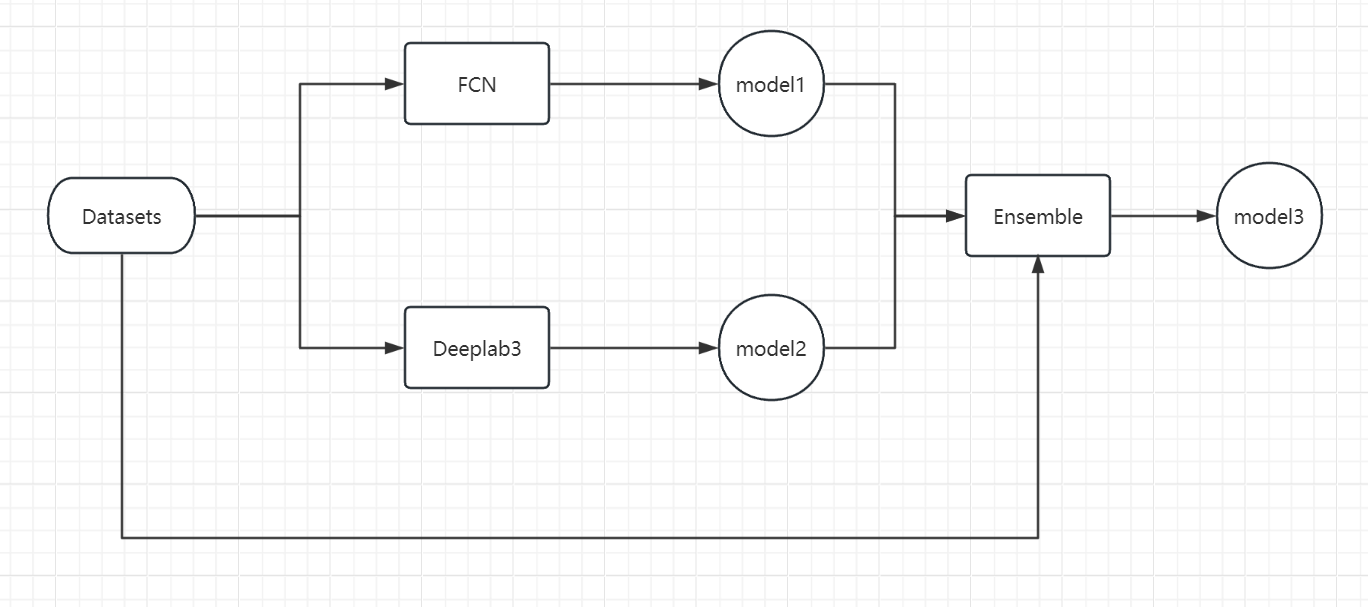 FCN
model1
Datasets
Ensemble
model3
Deeplab3
model2